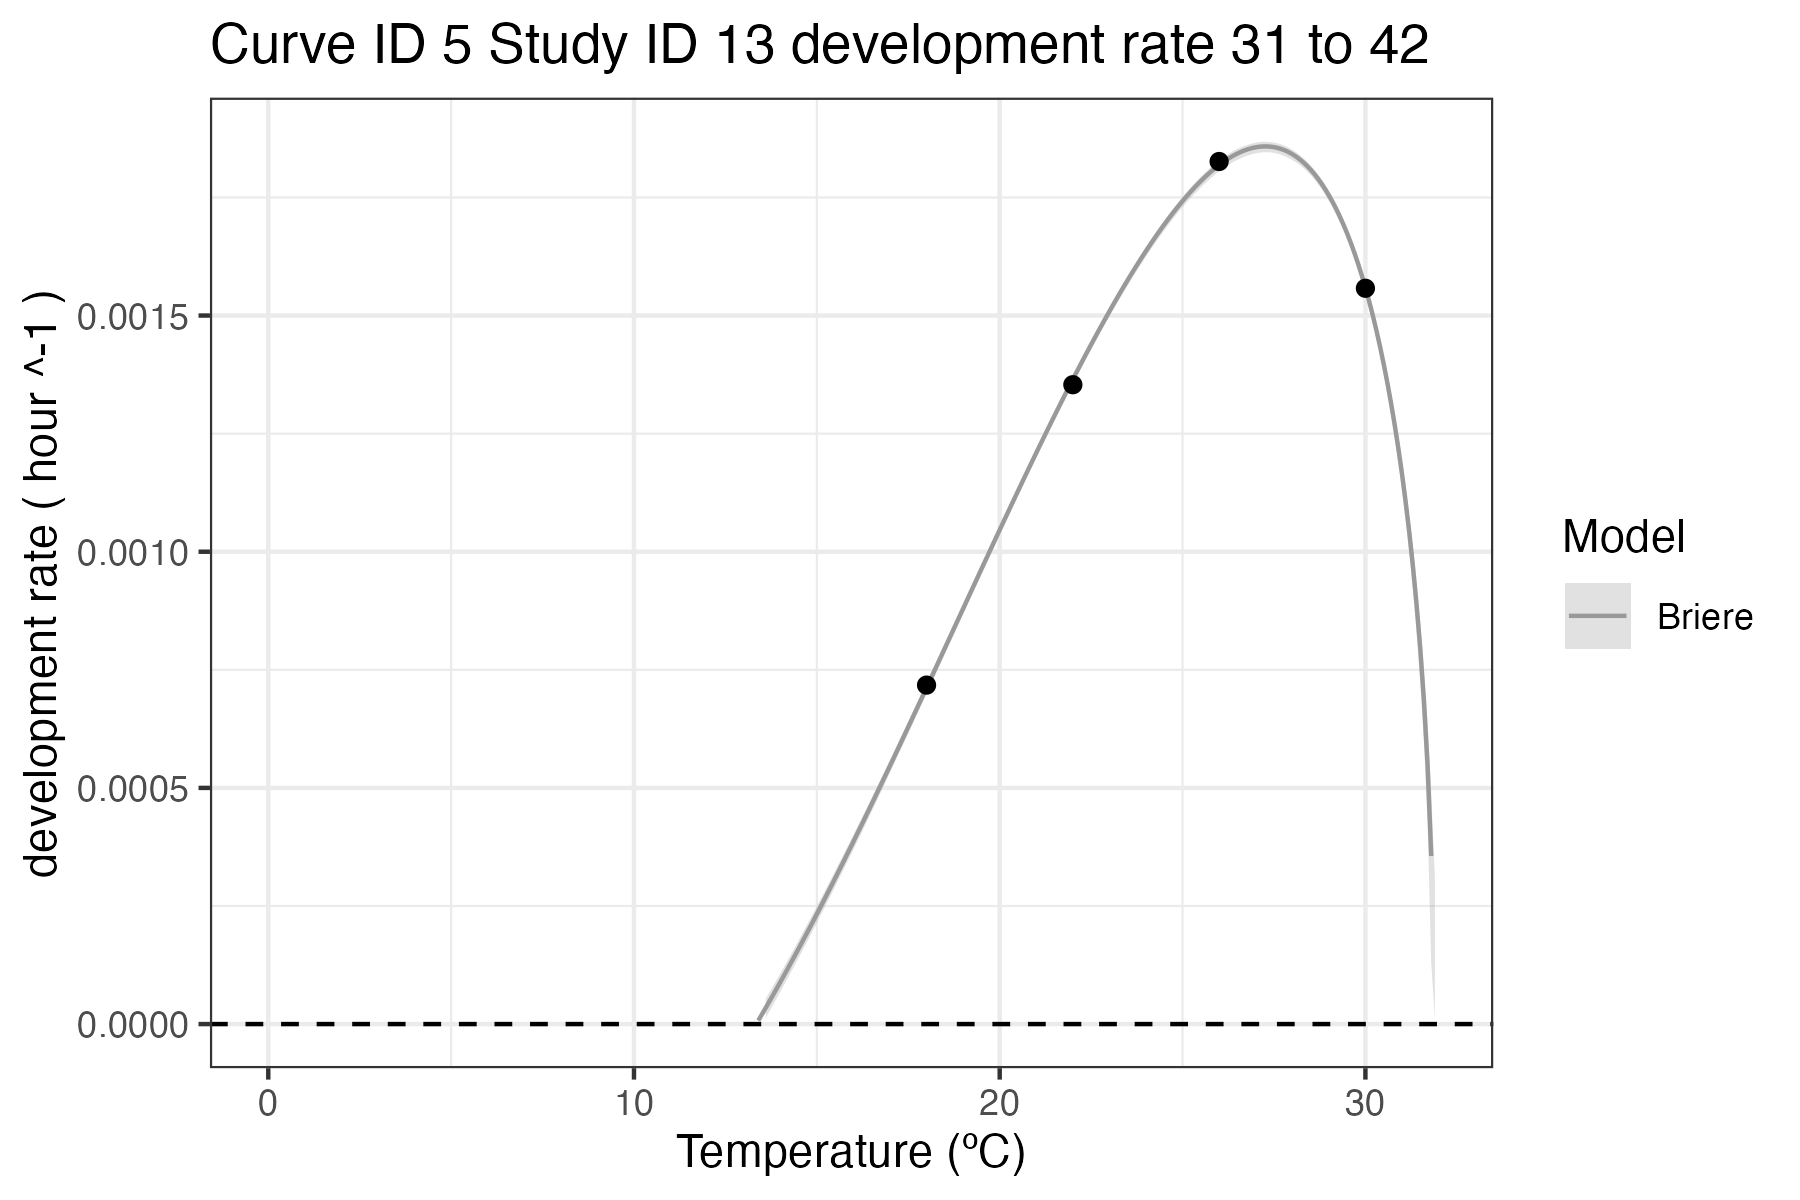 Curve ID 5 Study ID 13 development rate 31 to 42
development rate ( hour ^-1 )
0.0015
0.0010
0.0005
0.0000
0
10
20
30
Temperature (ºC)
Model
Briere